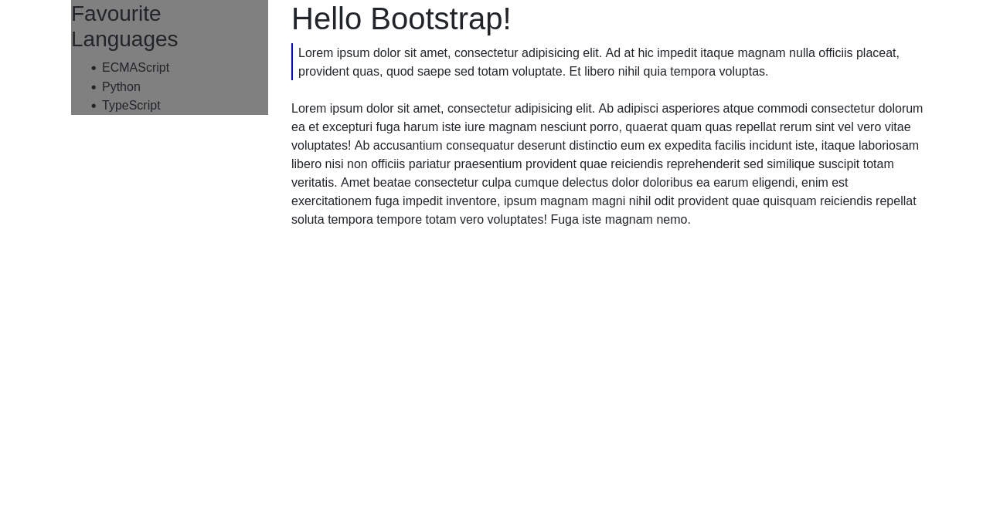 Favourite
Languages
ECMAScript
Python
TypeScript
Hello Bootstrap!
Lorem ipsum dolor sit amet, consectetur adipisicing elit. Ad at hic impedit itaque magnam nulla officiis placeat,
provident quas, quod saepe sed totam voluptate. Et libero nihil quia tempora voluptas.
Lorem ipsum dolor sit amet, consectetur adipisicing elit. Ab adipisci asperiores atque commodi consectetur dolorum
ea et excepturi fuga harum iste iure magnam nesciunt porro, quaerat quam quas repellat rerum sint vel vero vitae
voluptates! Ab accusantium consequatur deserunt distinctio eum ex expedita facilis incidunt iste, itaque laboriosam
libero nisi non officiis pariatur praesentium provident quae reiciendis reprehenderit sed similique suscipit totam
veritatis. Amet beatae consectetur culpa cumque delectus dolor doloribus ea earum eligendi, enim est
exercitationem fuga impedit inventore, ipsum magnam magni nihil odit provident quae quisquam reiciendis repellat
soluta tempora tempore totam vero voluptates! Fuga iste magnam nemo.